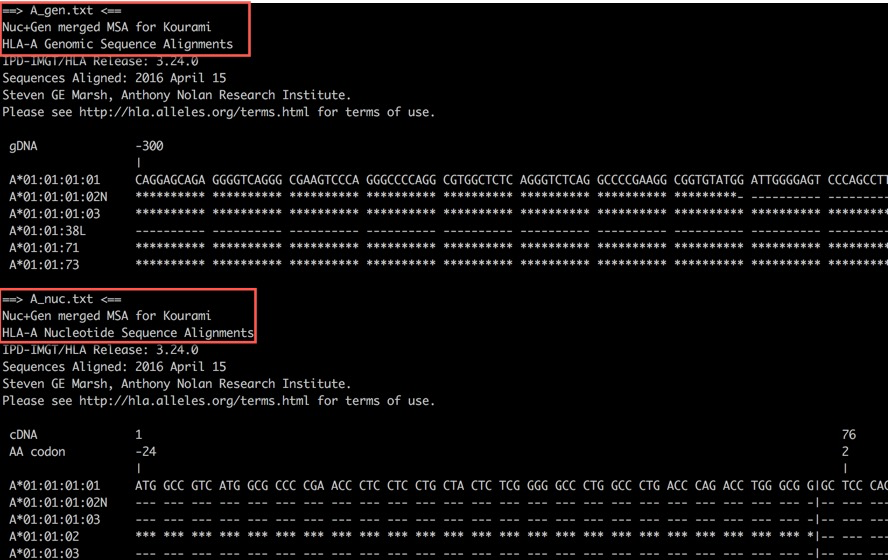 ==> A_gen.txt <==
Nuc+Gen merged MSA for Kourami
HLA-A Genomic Sequence Alignments
IPD-IMGT/HLA Release: 3.24.0
Sequences Aligned: 2016 April 15
Steven GE Marsh, Anthony Nolan Research Institute.
Please see http://hla.alleles.org/terms.html for terms of use.
gDNA -300
|
A*01:01:01:01 CAGGAGCAGA GGGGTCAGGG CGAAGTCCCA GGGCCCCAGG CGTGGCTCTC AGGGTCTCAG GCCCCGAAGG CGGTGTATGG ATTGGGGAGT CCCAGCCTT
A*01:01:01:02N ********** ********** ********** ********** ********** ********** ********** *********- ---------- ---------
A*01:01:01:03 ********** ********** ********** ********** ********** ********** ********** ********** ********** *********
A*01:01:38L ---------- ---------- ---------- ---------- ---------- ---------- ---------- ---------- ---------- ---------
A*01:01:71 ********** ********** ********** ********** ********** ********** ********** ********** ********** *********
A*01:01:73 ********** ********** ********** ********** ********** ********** ********** ********** ********** *********
==> A_nuc.txt <==
Nuc+Gen merged MSA for Kourami
HLA-A Nucleotide Sequence Alignments
IPD-IMGT/HLA Release: 3.24.0
Sequences Aligned: 2016 April 15
Steven GE Marsh, Anthony Nolan Research Institute.
Please see http://hla.alleles.org/terms.html for terms of use.
cDNA 1 76
AA codon -24 2
| |
A*01:01:01:01 ATG GCC GTC ATG GCG CCC CGA ACC CTC CTC CTG CTA CTC TCG GGG GCC CTG GCC CTG ACC CAG ACC TGG GCG G|GC TCC CAG
A*01:01:01:02N --- --- --- --- --- --- --- --- --- --- --- --- --- --- --- --- --- --- --- --- --- --- --- --- -|-- --- ---
A*01:01:01:03 --- --- --- --- --- --- --- --- --- --- --- --- --- --- --- --- --- --- --- --- --- --- --- --- -|-- --- ---
A*01:01:02 *** *** *** *** *** *** *** *** *** *** *** *** *** *** *** *** *** *** *** *** *** *** *** *** *|-- --- ---
A*01:01:03 --- --- --- --- --- --- --- --- --- --- --- --- --- --- --- --- --- --- --- --- --- --- --- --- -|-- --- ---